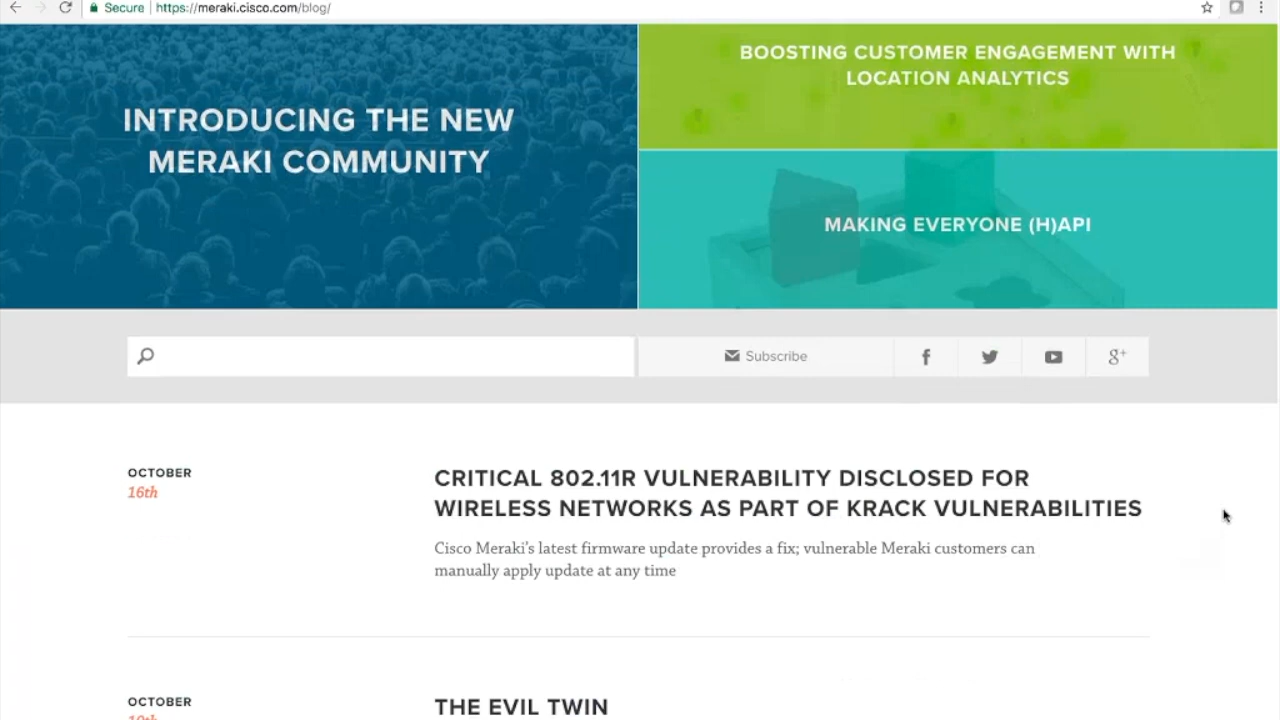 Secure
https://meraki.cisco.com/blog/
INTRODUCING THE NEW
MERAKI COMMUNITY
BOOSTING CUSTOMER ENGAGEMENT WITH
LOCATION ANALYTICS
MAKING EVERYONE (H)API
Subscribe
g+
OCTOBER
16th
CRITICAL 802.11R VULNERABILITY DISCLOSED FOR
WIRELESS NETWORKS AS PART OF KRACK VULNERABILITIES
Cisco Meraki’s latest firmware update provides a fix; vulnerable Meraki customers can
manually apply update at any time
OCTOBER
THE EVIL TWIN